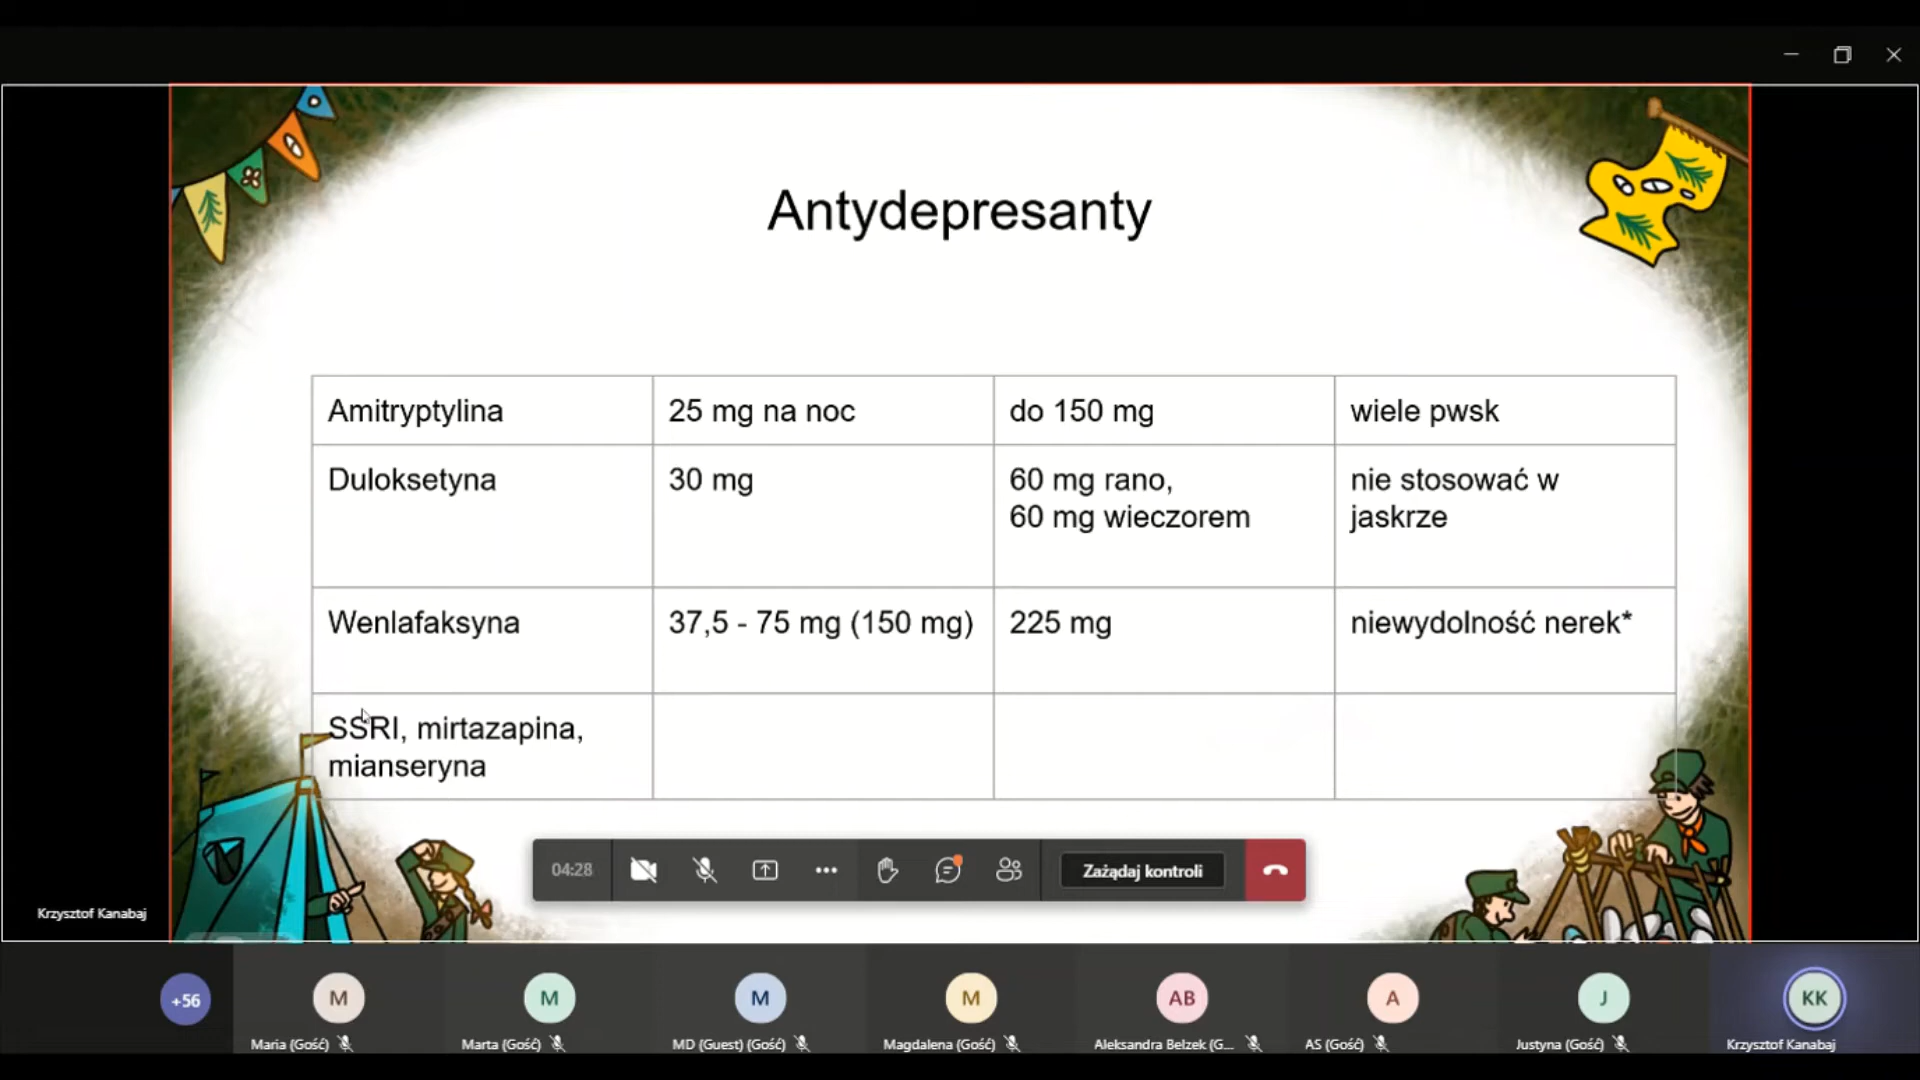 Antydepresanty
Amitryptylina 25 mg na noc do 150 mg wiele pwsk
Duloksetyna 30 mg 60 mg rano, nie stosować w
60 mg wieczorem jaskrze
Wenlafaksyna 37,5 - 75 mg (150 mg) 225 mg niewydolność nerek*
SSRI, mirtazapina,
mianseryna
04:28 Zażądaj kontroli
Krzysztof Kanabaj
+56 M M M M AB A J KK
Maria (Gość) Marta (Gość) MD (Guest) (Gość) Magdalena (Gość) Aleksandra Belzek (G... AS (Gość) Justyna (Gość) Krzysztof Kanabaj